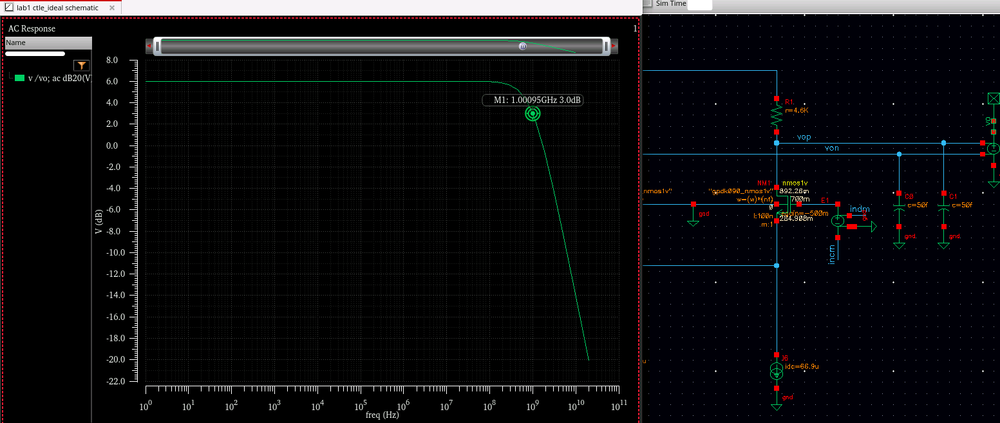 lab1 ctle_ideal schematic
Sim Time
AC Response
1
Name
v /vo; ac dB20(V)
8.0
6.0
4.0
2.0
0.0
-2.0
-4.0
-6.0
-8.0
-10.0
-12.0
-14.0
-16.0
-18.0
-20.0
-22.0
V (dB)
M1: 1.00095GHz 3.0dB
10^0
10^1
10^2
10^3
10^4
10^5
10^6
10^7
10^8
10^9
10^10
10^11
freq (Hz)
R1
r=4.6K
vop
von
vo
NM1
nmos1v
_nmos1v"
"gpdk090_nmos1v"
892.26m
w=(w)*(nf)
700m
0
E1
gnd
egain=-500m
l:100n
284.908m
m:1
indm
incm
C0
c=50f
C1
c=50f
gnd
gnd
I6
idc=66.9u
gnd